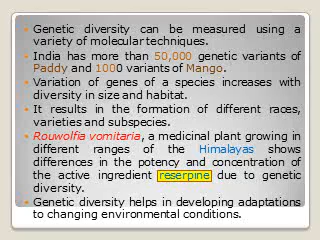 Genetic diversity can be measured using a
variety of molecular techniques.
India has more than 50,000 genetic variants of
Paddy and 1000 variants of Mango.
Variation of genes of a species increases with
diversity in size and habitat.
It results in the formation of different races,
varieties and subspecies.
Rouwolfia vomitaria, a medicinal plant growing in
different ranges of the Himalayas shows
differences in the potency and concentration of
the active ingredient reserpine due to genetic
diversity.
Genetic diversity helps in developing adaptations
to changing environmental conditions.